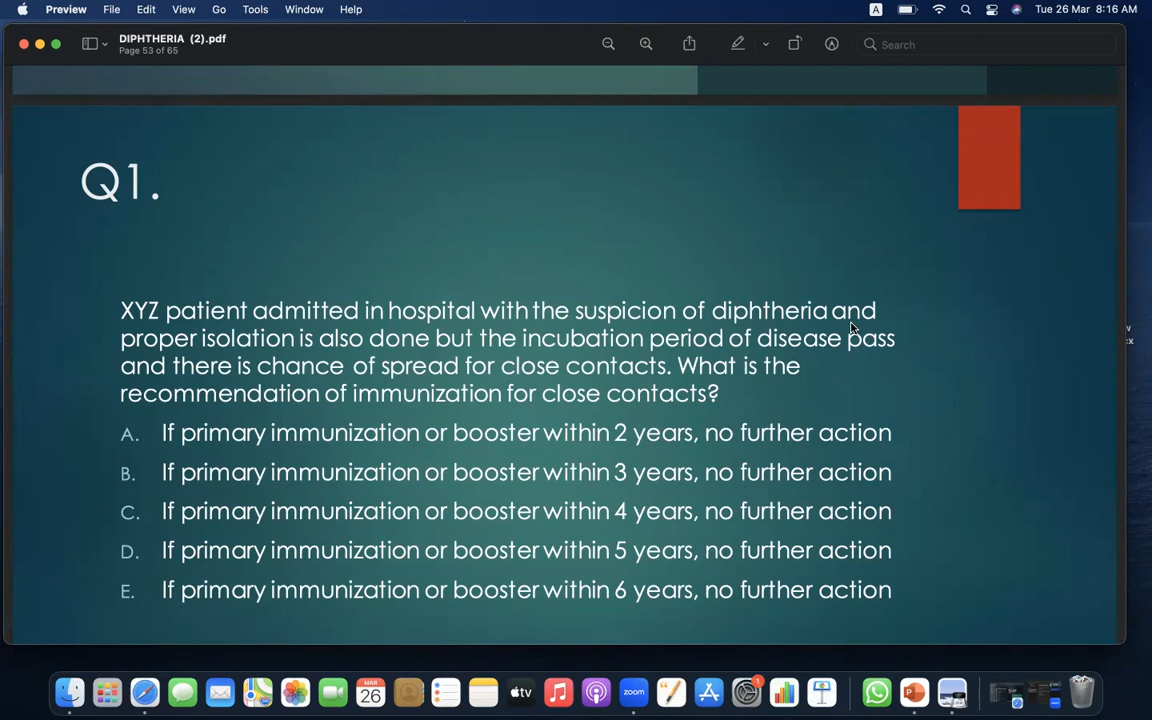 Preview File Edit View Go Tools Window Help A Tue 26 Mar 8:16 AM
DIPHTHERIA (2).pdf
Page 53 of 65
Search
Q1.
XYZ patient admitted in hospital with the suspicion of diphtheria and
proper isolation is also done but the incubation period of disease pass
and there is chance of spread for close contacts. What is the
recommendation of immunization for close contacts?
A. If primary immunization or booster within 2 years, no further action
B. If primary immunization or booster within 3 years, no further action
C. If primary immunization or booster within 4 years, no further action
D. If primary immunization or booster within 5 years, no further action
E. If primary immunization or booster within 6 years, no further action
MAR
26
tv
zoom
1